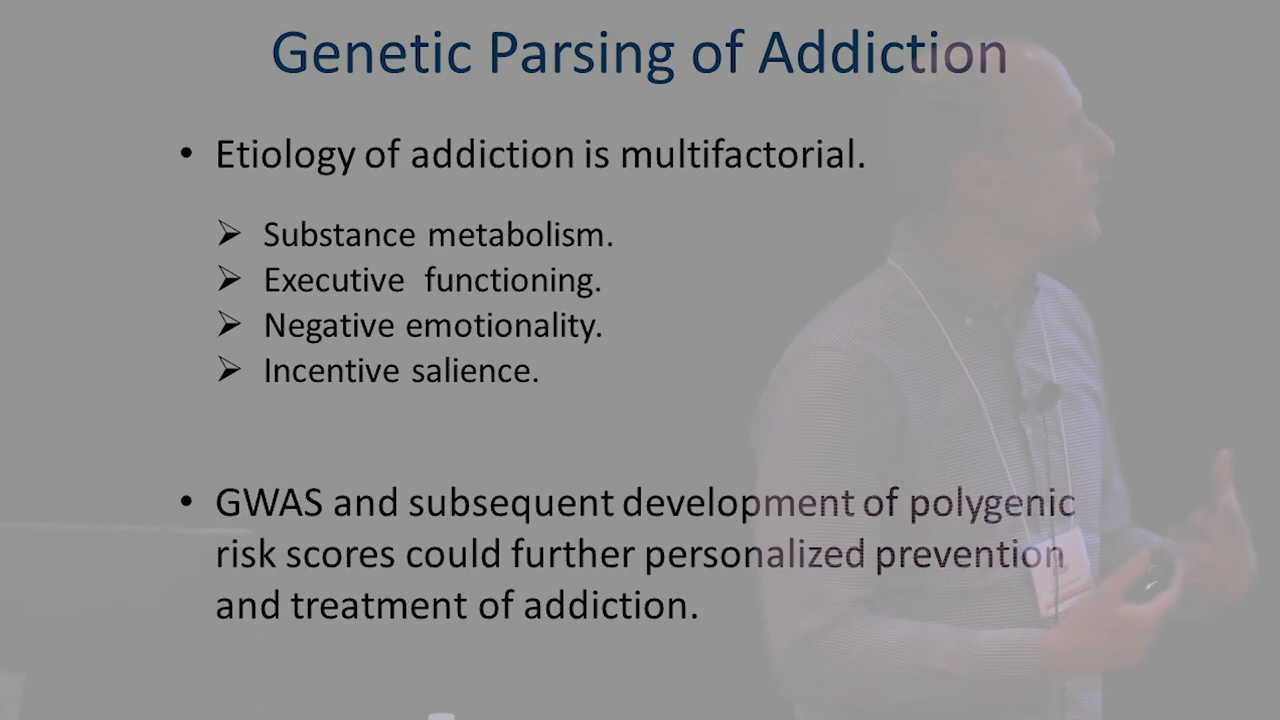 Genetic Parsing of Addiction
• Etiology of addiction is multifactorial.
➢ Substance metabolism.
➢ Executive functioning.
➢ Negative emotionality.
➢ Incentive salience.
• GWAS and subsequent development of polygenic
risk scores could further personalized prevention
and treatment of addiction.